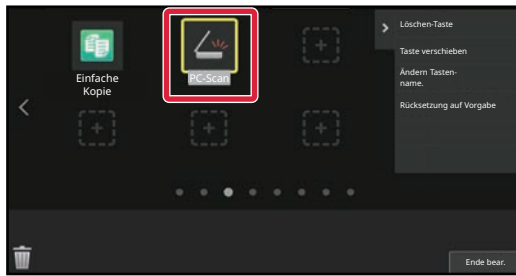 Einfache
Kopie
PC-Scan
Löschen-Taste
Taste verschieben
Ändern Tasten-
name.
Rücksetzung auf Vorgabe
Ende bear.